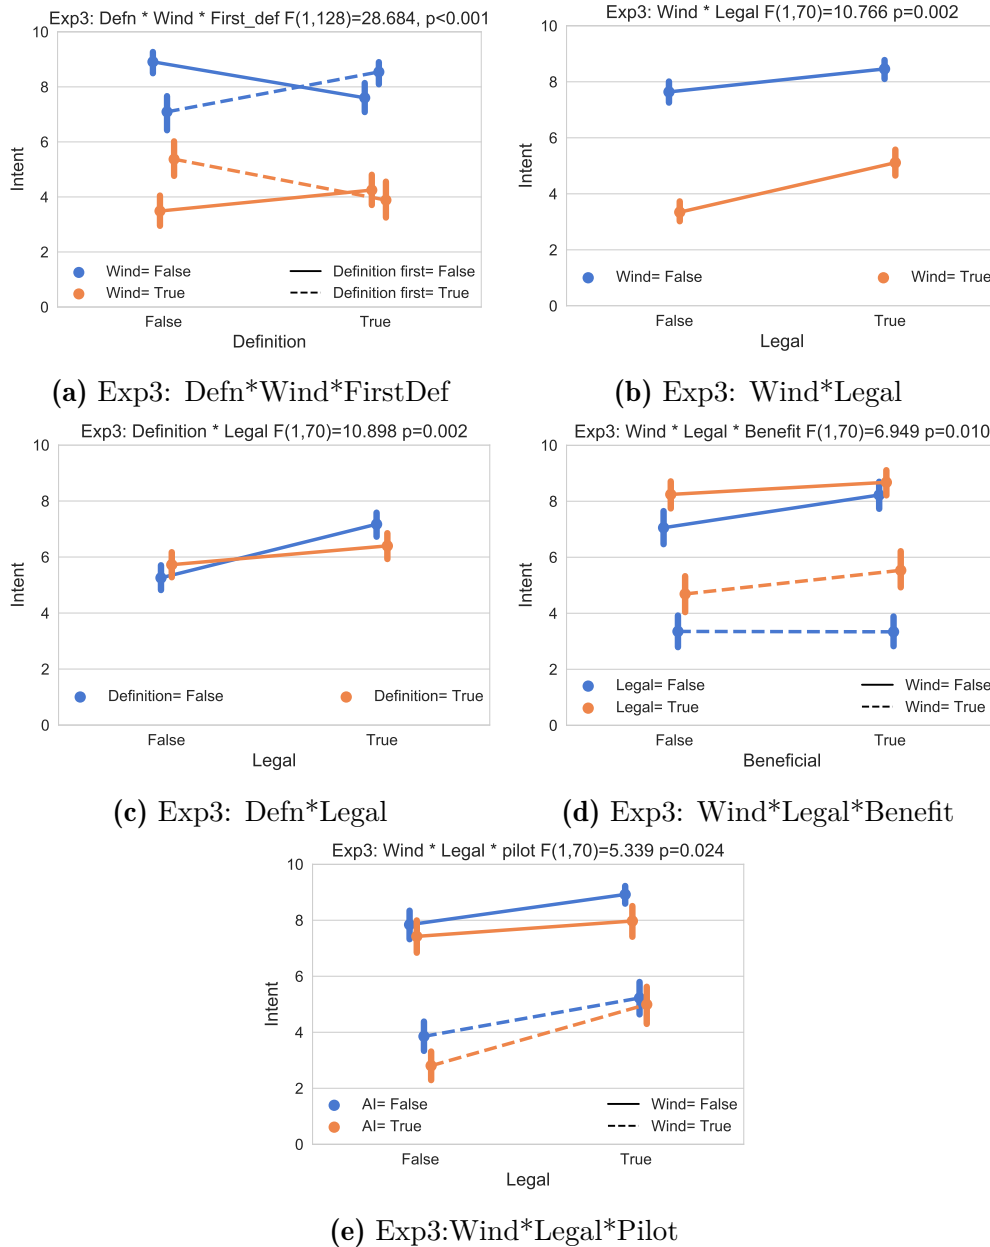 Exp3: Defn * Wind * First_def F(1,128)=28.684, p<0.001
10
8
6
4
2
0
Intent
Wind= False
Definition first= False
Wind= True
Definition first= True
False
True
Definition
(a) Exp3: Defn*Wind*FirstDef
Exp3: Wind * Legal F(1,70)=10.766 p=0.002
10
8
6
4
2
0
Intent
Wind= False
Wind= True
False
True
Legal
(b) Exp3: Wind*Legal
Exp3: Definition * Legal F(1,70)=10.898 p=0.002
10
8
6
4
2
0
Intent
Definition= False
Definition= True
False
True
Legal
(c) Exp3: Defn*Legal
Exp3: Wind * Legal * Benefit F(1,70)=6.949 p=0.010
10
8
6
4
2
0
Intent
Legal= False
Wind= False
Legal= True
Wind= True
False
True
Beneficial
(d) Exp3: Wind*Legal*Benefit
Exp3: Wind * Legal * pilot F(1,70)=5.339 p=0.024
10
8
6
4
2
0
Intent
AI= False
Wind= False
AI= True
Wind= True
False
True
Legal
(e) Exp3:Wind*Legal*Pilot